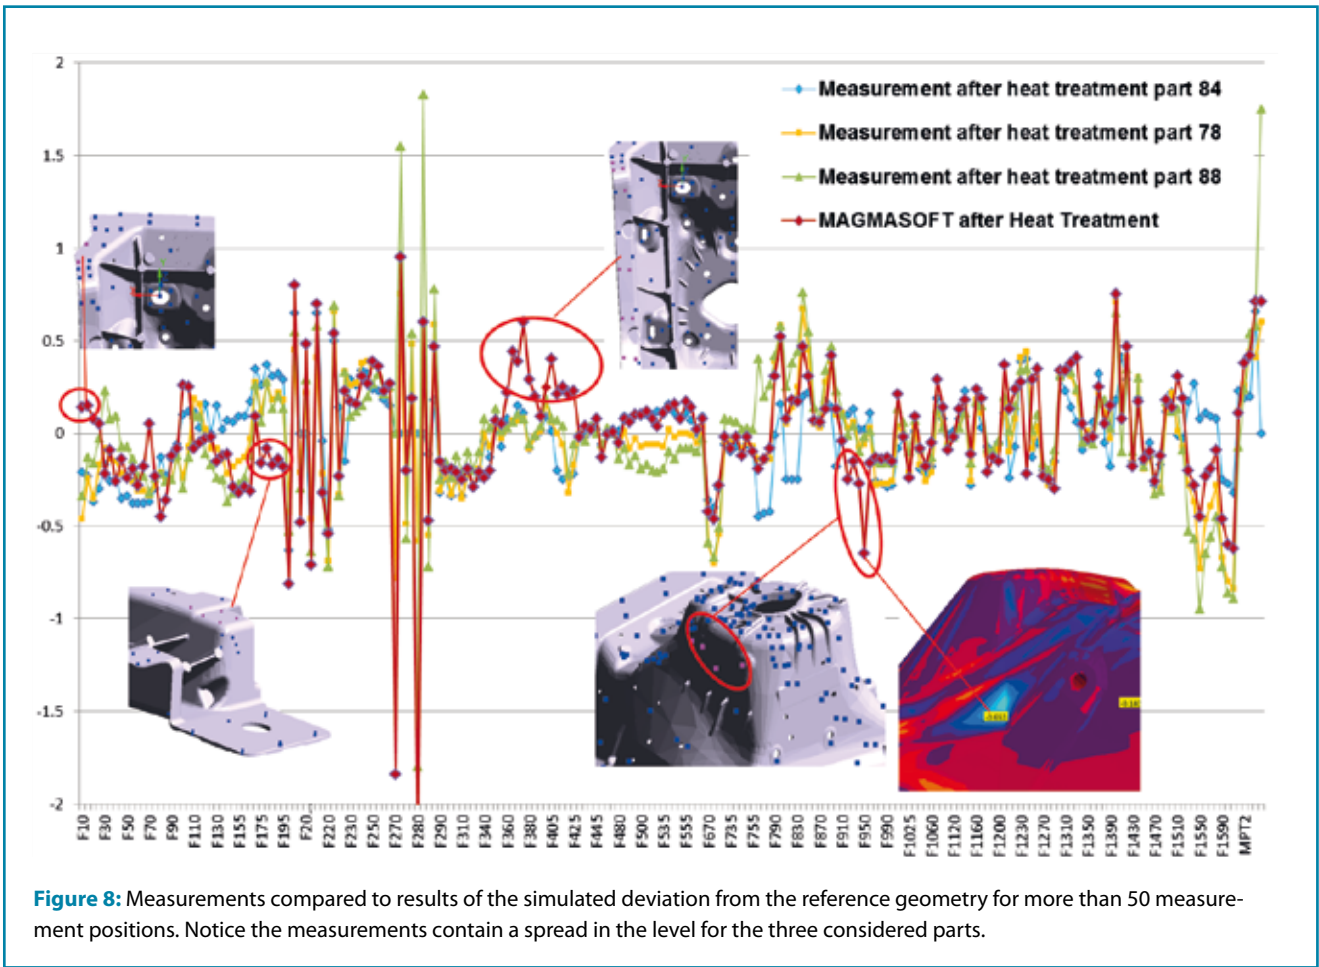 2
1.5
1
0.5
0
-0.5
-1
-1.5
-2
Measurement after heat treatment part 84
Measurement after heat treatment part 78
Measurement after heat treatment part 88
MAGMASOFT after Heat Treatment
F10 F30 F50 F70 F90 F110 F130 F155 F175 F195 F20 F220 F230 F250 F270 F280 F290 F310 F340 F360 F380 F405 F425 F445 F480 F500 F535 F555 F670 F735 F755 F790 F830 F870 F910 F950 F990 F1025 F1060 F1120 F1160 F1200 F1230 F1270 F1310 F1350 F1390 F1430 F1470 F1510 F1550 F1590 MPT2
Figure 8: Measurements compared to results of the simulated deviation from the reference geometry for more than 50 measure-
ment positions. Notice the measurements contain a spread in the level for the three considered parts.